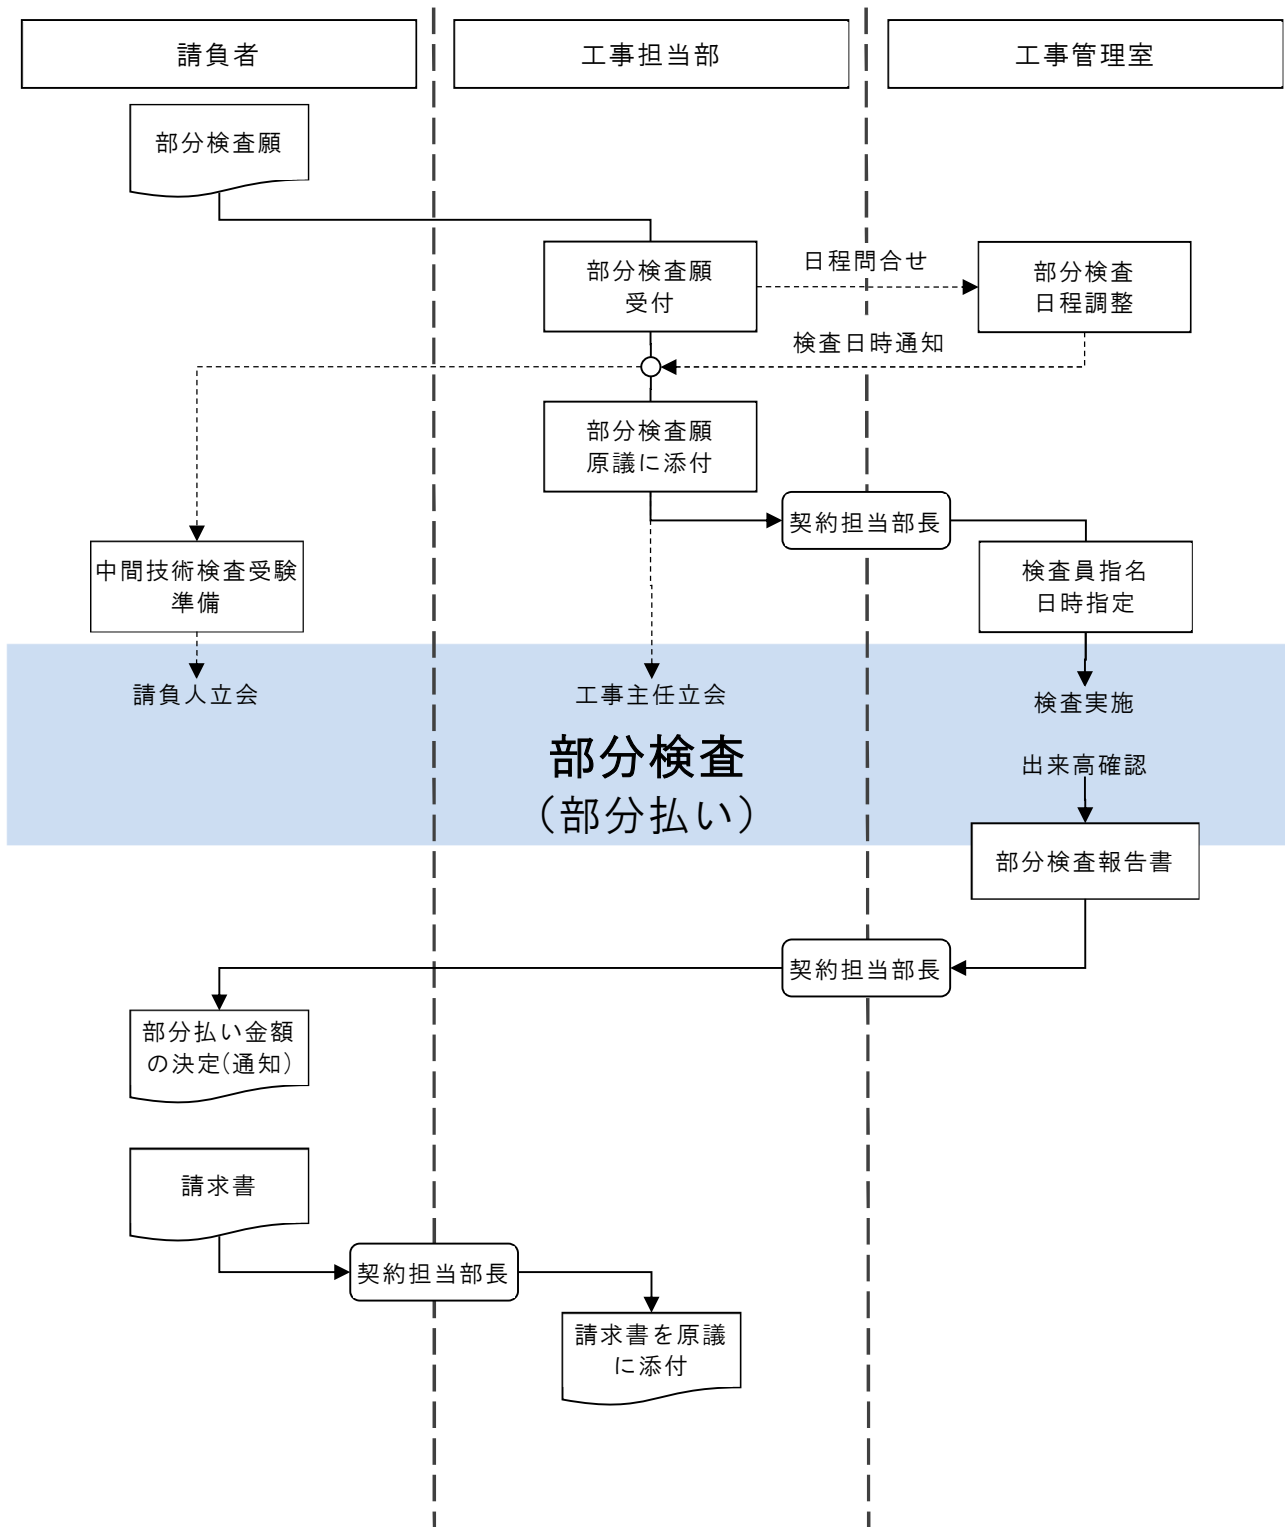 請負者
工事担当部
工事管理室
部分検査願
部分検査願
受付
日程問合せ
部分検査
日程調整
検査日時通知
部分検査願
原議に添付
契約担当部長
中間技術検査受験
準備
検査員指名
日時指定
請負人立会
工事主任立会
検査実施
部分検査
（部分払い）
出来高確認
部分検査報告書
契約担当部長
部分払い金額
の決定(通知)
請求書
契約担当部長
請求書を原議
に添付